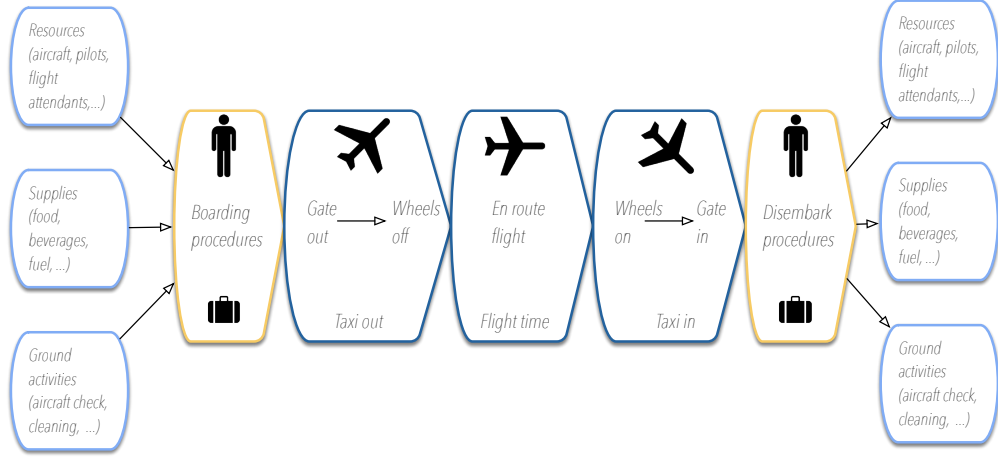 Resources
(aircraft, pilots,
flight
attendants,...)
Supplies
(food,
beverages,
fuel, ...)
Ground
activities
(aircraft check,
cleaning, ...)
Boarding
procedures
Gate
out
Wheels
off
Taxi out
En route
flight
Flight time
Wheels
on
Gate
in
Taxi in
Disembark
procedures
Resources
(aircraft, pilots,
flight
attendants,...)
Supplies
(food,
beverages,
fuel, ...)
Ground
activities
(aircraft check,
cleaning, ...)